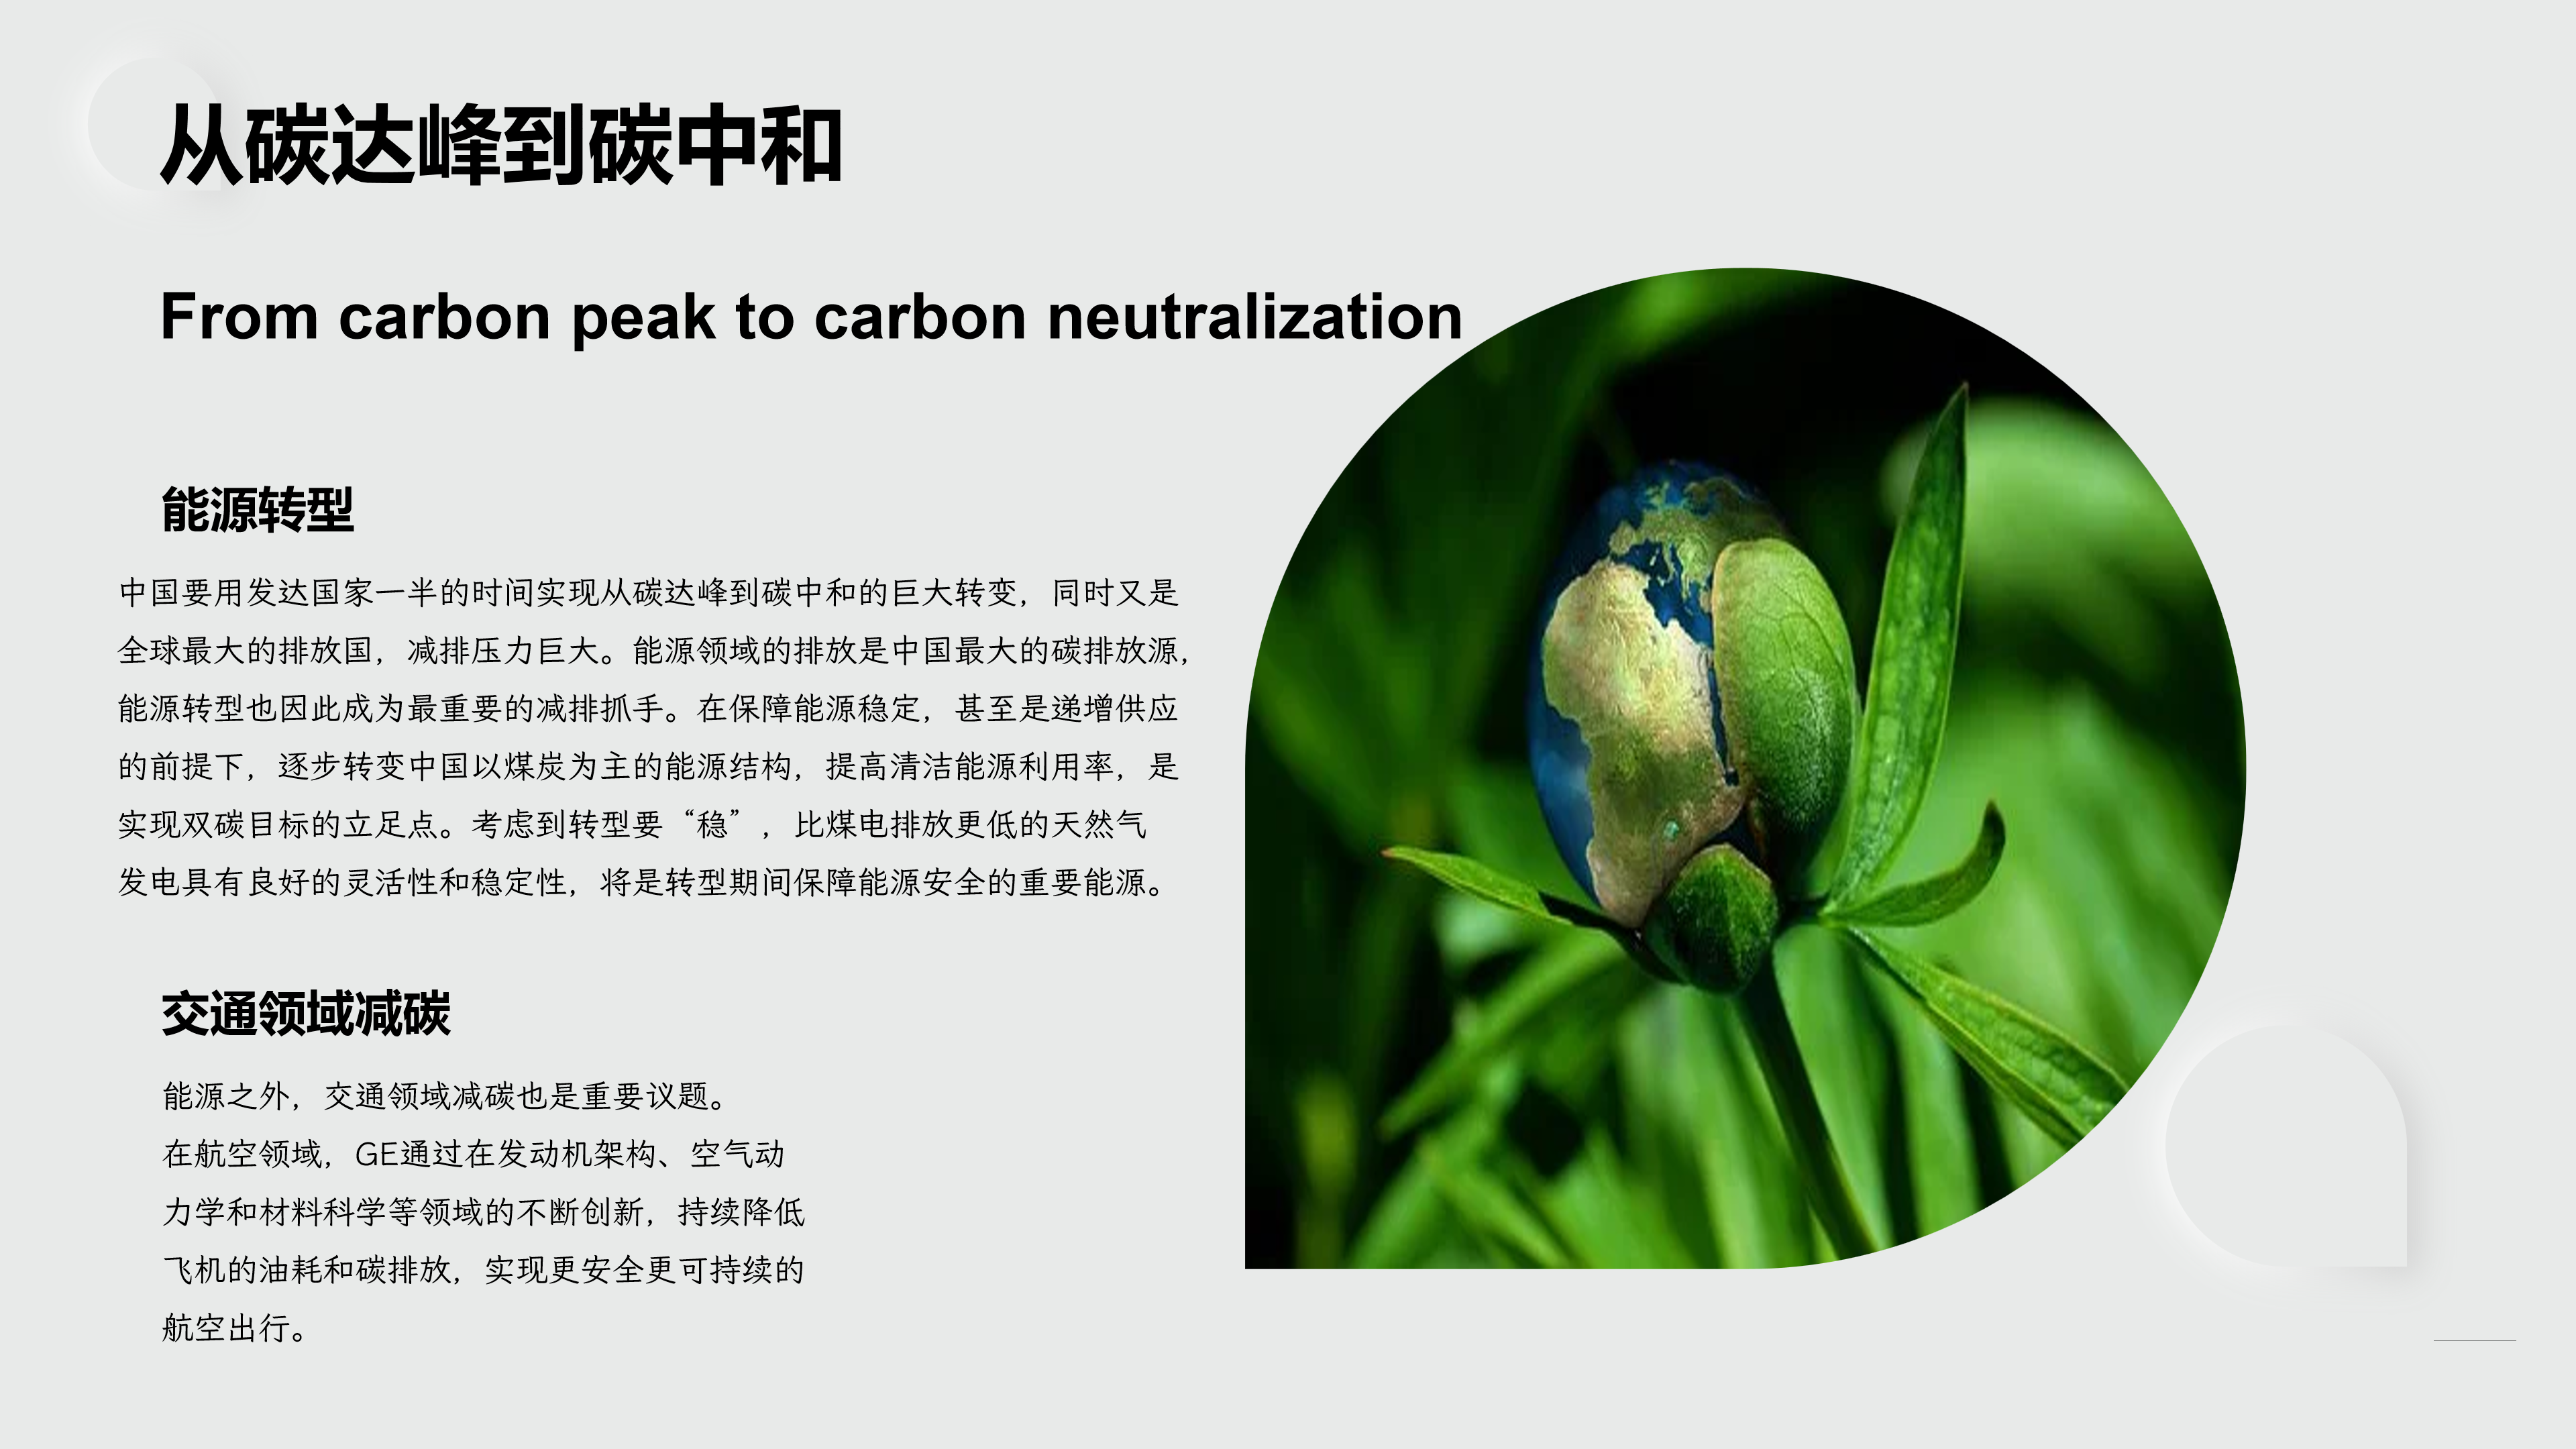 从碳达峰到碳中和
From carbon peak to carbon neutralization
能源转型
中国要用发达国家一半的时间实现从碳达峰到碳中和的巨大转变，同时又是
全球最大的排放国，减排压力巨大。能源领域的排放是中国最大的碳排放源，
能源转型也因此成为最重要的减排抓手。在保障能源稳定，甚至是递增供应
的前提下，逐步转变中国以煤炭为主的能源结构，提高清洁能源利用率，是
实现双碳目标的立足点。考虑到转型要“稳”，比煤电排放更低的天然气
发电具有良好的灵活性和稳定性，将是转型期间保障能源安全的重要能源。
交通领域减碳
能源之外，交通领域减碳也是重要议题。
在航空领域，GE通过在发动机架构、空气动
力学和材料科学等领域的不断创新，持续降低
飞机的油耗和碳排放，实现更安全更可持续的
航空出行。